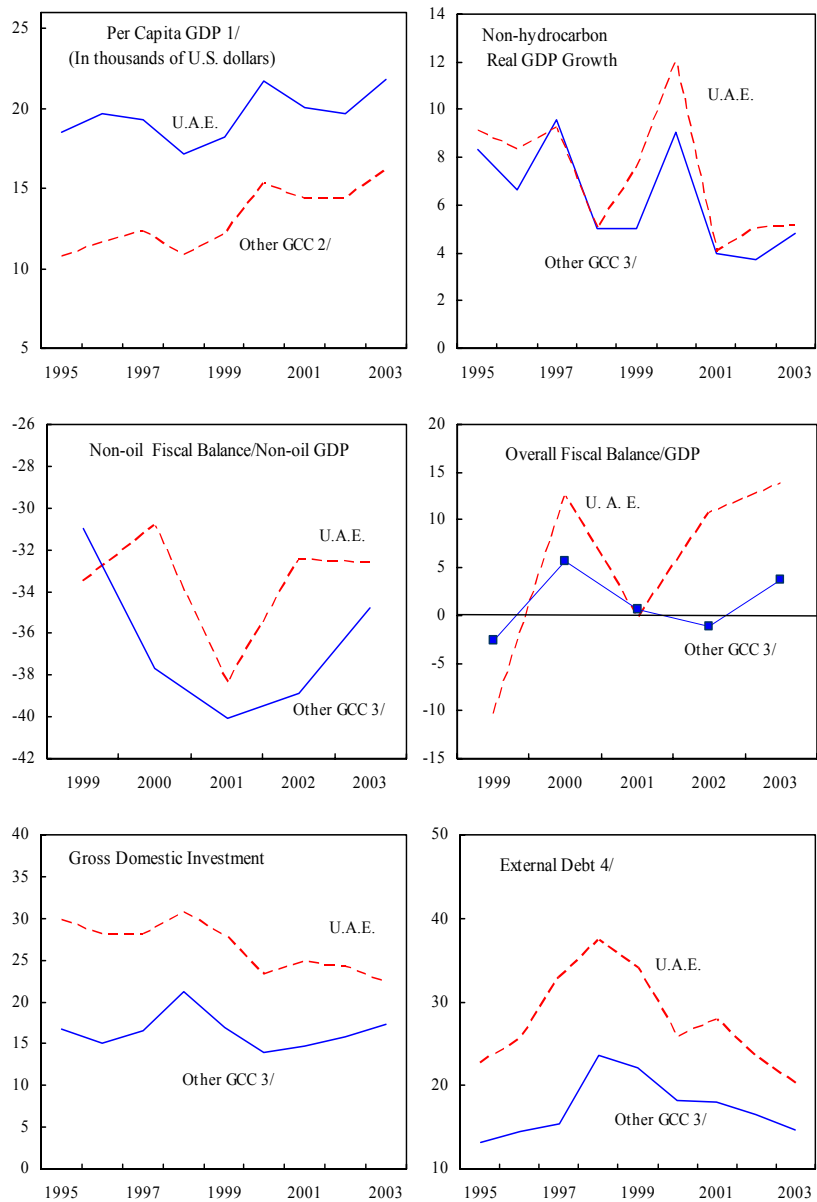 Per Capita GDP 1/
(In thousands of U.S. dollars)
25
20
15
10
5
U.A.E.
Other GCC 2/
1995 1997 1999 2001 2003
Non-hydrocarbon
Real GDP Growth
14
12
10
8
6
4
2
0
U.A.E.
Other GCC 3/
1995 1997 1999 2001 2003
Non-oil Fiscal Balance/Non-oil GDP
-26
-28
-30
-32
-34
-36
-38
-40
-42
U.A.E.
Other GCC 3/
1999 2000 2001 2002 2003
Overall Fiscal Balance/GDP
20
15
10
5
0
-5
-10
-15
U. A. E.
Other GCC 3/
1999 2000 2001 2002 2003
Gross Domestic Investment
40
35
30
25
20
15
10
5
0
U.A.E.
Other GCC 3/
1995 1997 1999 2001 2003
External Debt 4/
50
40
30
20
10
U.A.E.
Other GCC 3/
1995 1997 1999 2001 2003